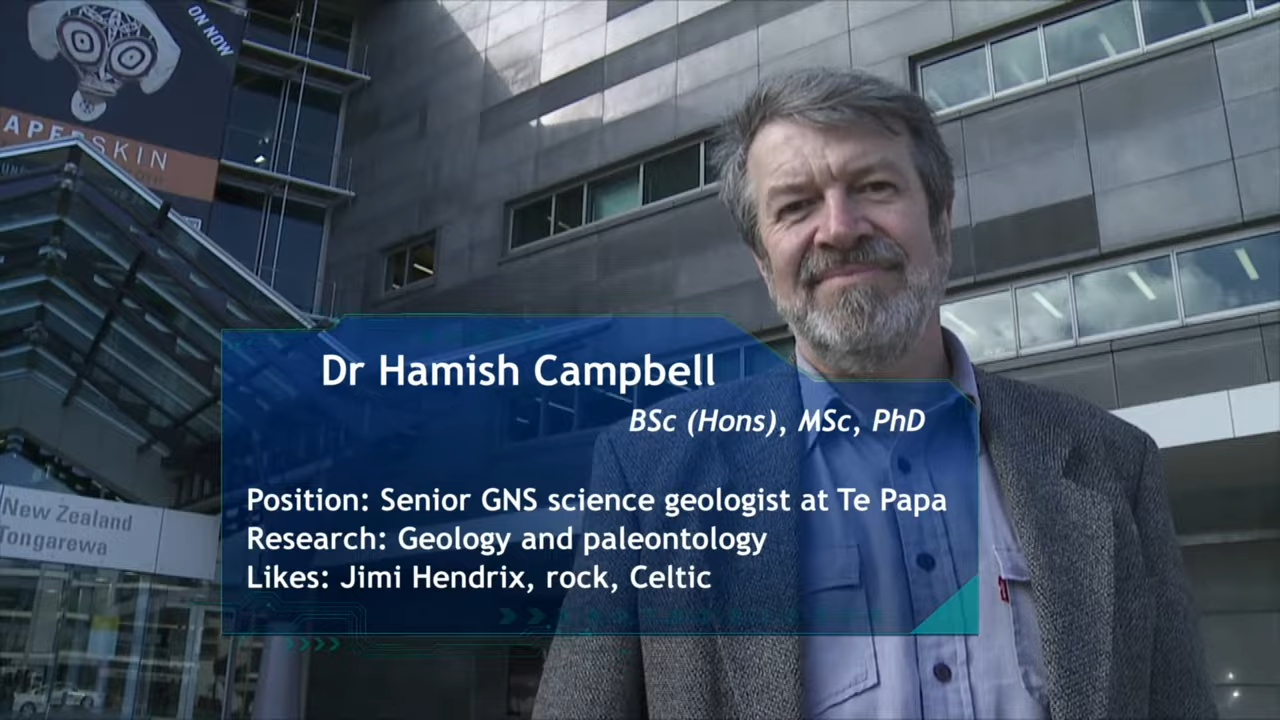 ON NOW
SKIN
New Zealand
Tongarewa
Dr Hamish Campbell
BSc (Hons), MSc, PhD
Position: Senior GNS science geologist at Te Papa
Research: Geology and paleontology
Likes: Jimi Hendrix, rock, Celtic